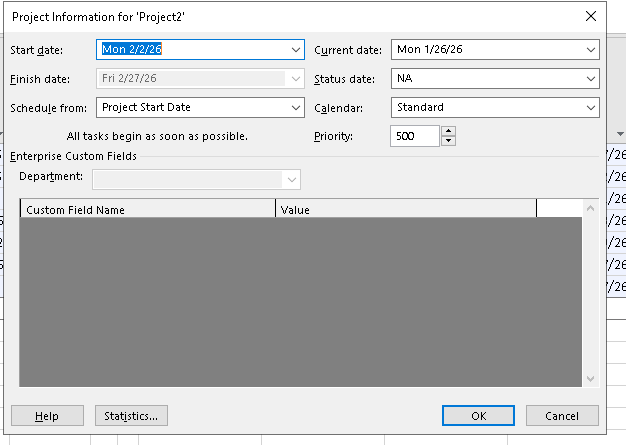 Project Information for 'Project2'
Start date: Mon 2/2/26 Current date: Mon 1/26/26
Finish date: Fri 2/27/26 Status date: NA
Schedule from: Project Start Date Calendar: Standard
All tasks begin as soon as possible. Priority: 500
Enterprise Custom Fields
Department:
Custom Field Name Value
Help Statistics... OK Cancel